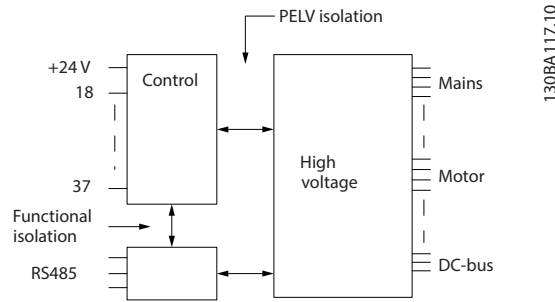 PELV isolation
130BA117.10
+24 V
Control
18
Mains
37
High
voltage
Motor
Functional
isolation
RS485
DC-bus